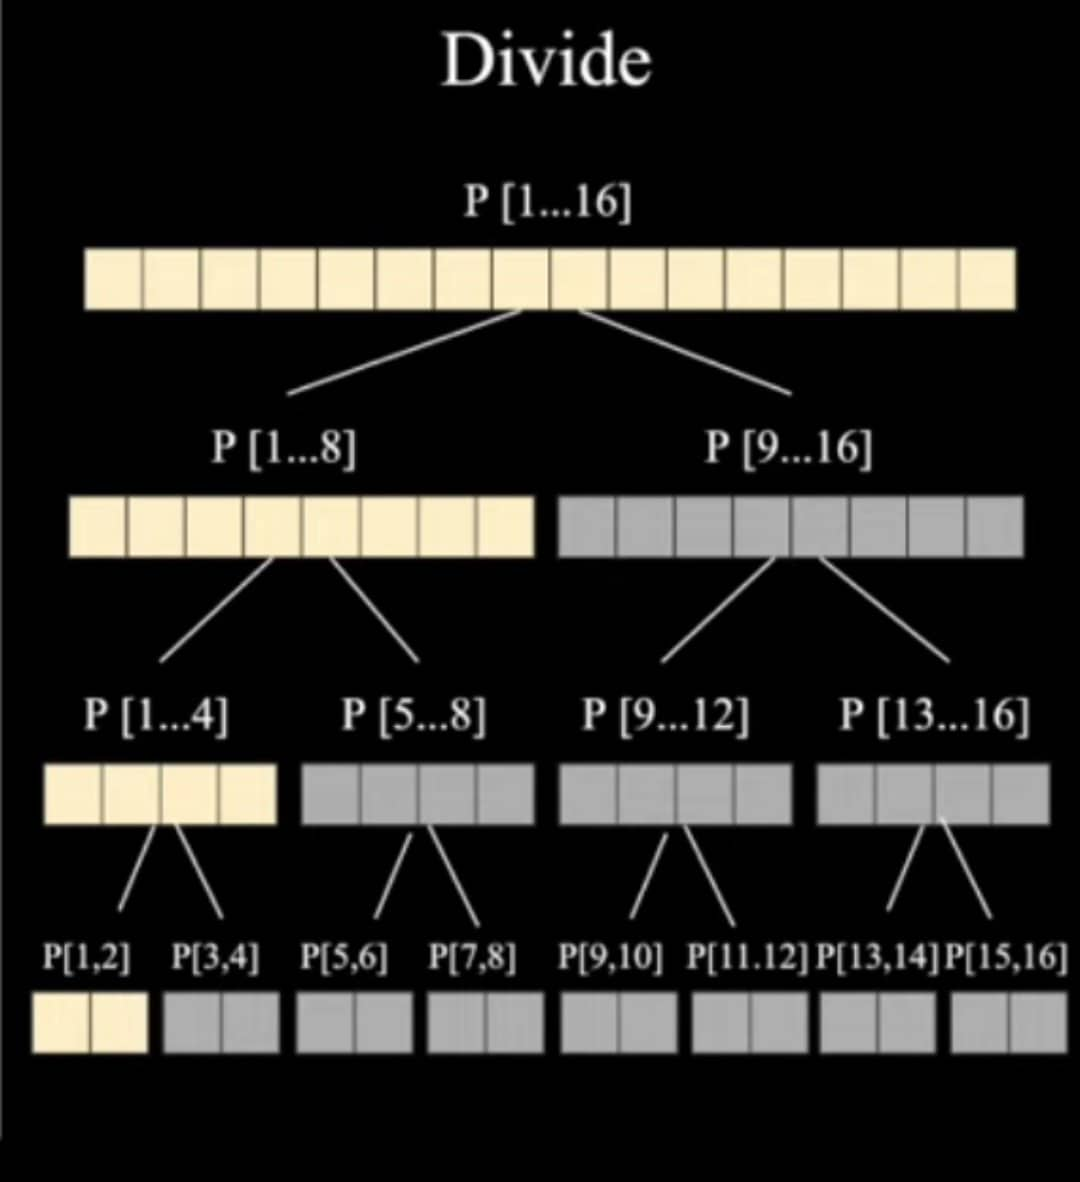 Divide
P [1...16]
P [1...8] P [9...16]
P [1...4] P [5...8] P [9...12] P [13...16]
P[1,2] P[3,4] P[5,6] P[7,8] P[9,10] P[11.12] P[13,14] P[15,16]